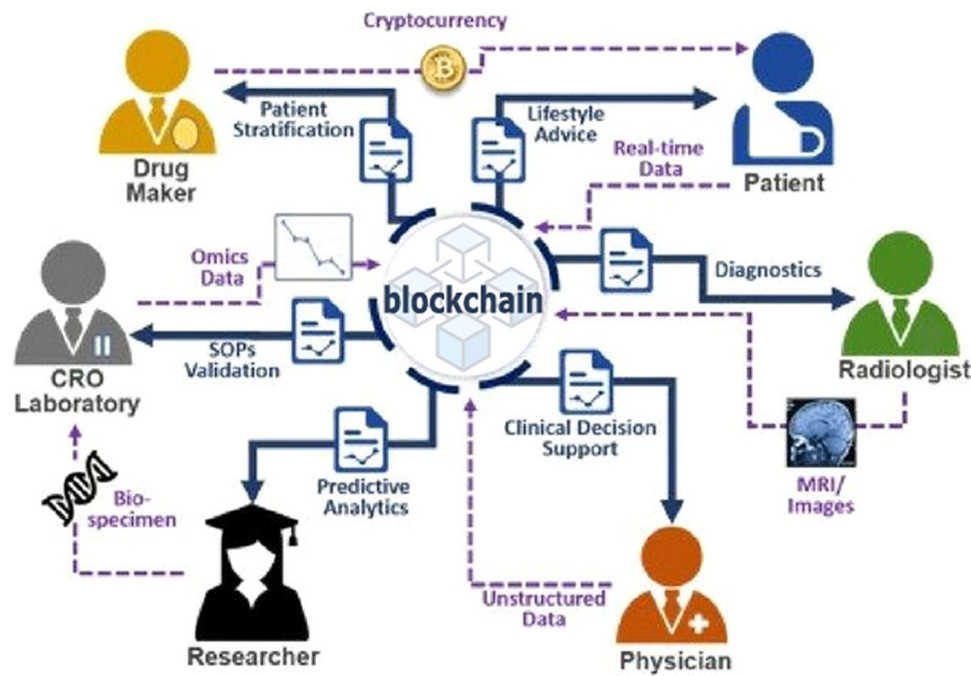 Cryptocurrency
Patient
Stratification
Lifestyle
Advice
Drug
Maker
Real-time
Data
Patient
Omics
Data
blockchain
Diagnostics
SOPs
Validation
CRO
Laboratory
Radiologist
Clinical Decision
Support
Predictive
Analytics
MRI/
Images
Bio-
specimen
Unstructured
Data
Researcher
Physician